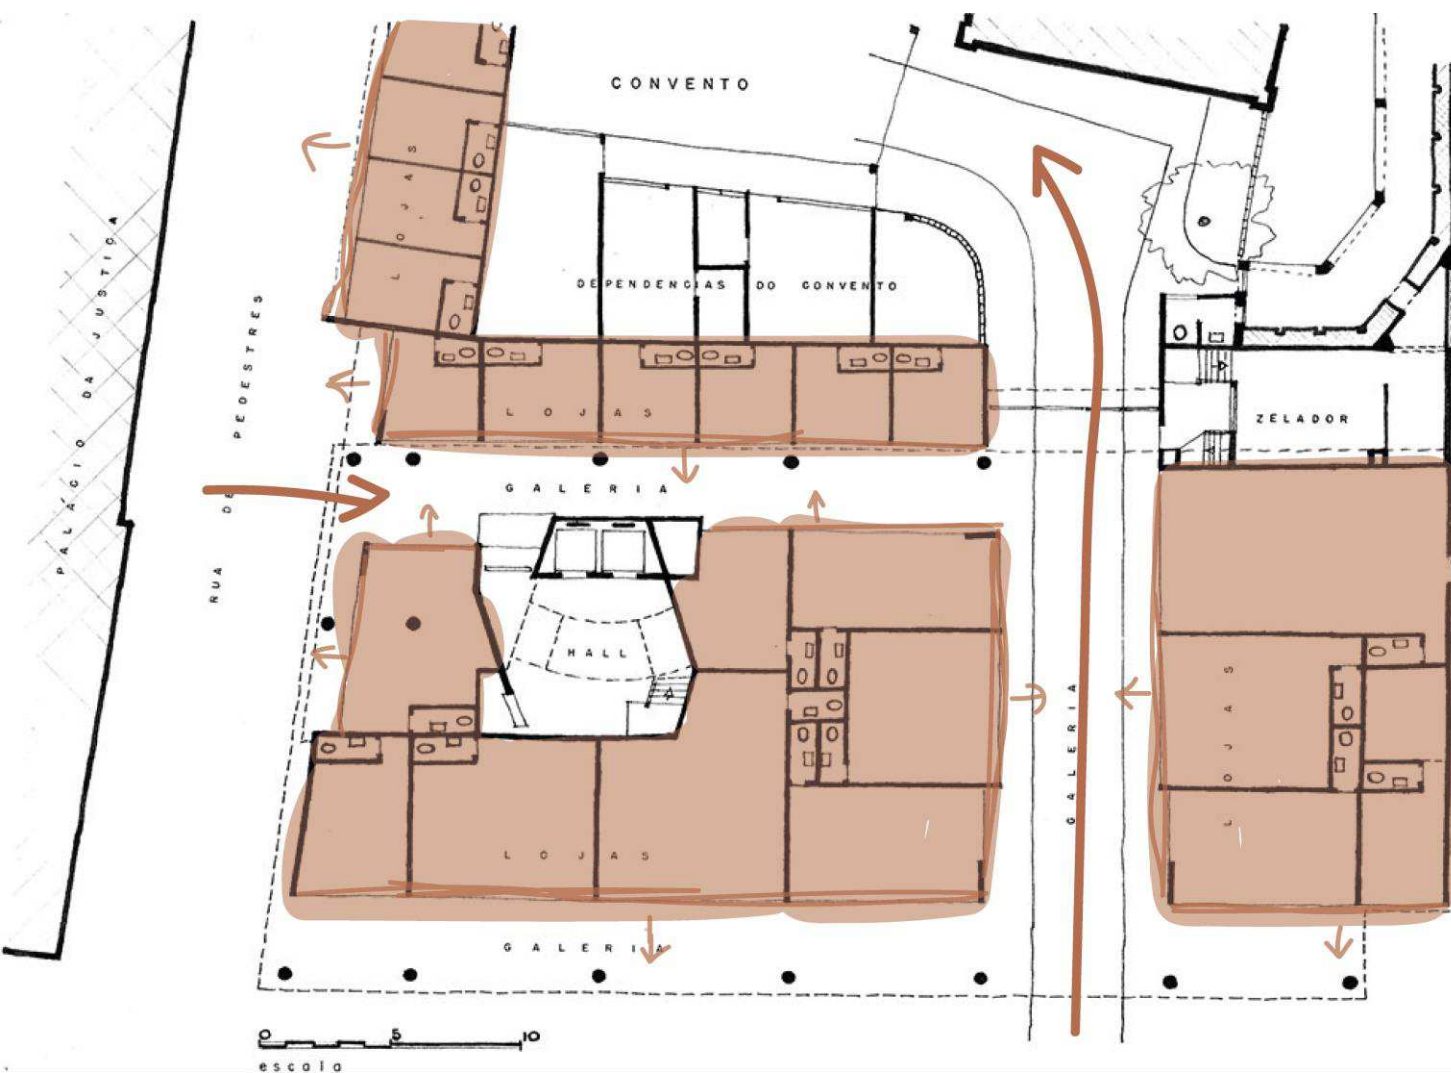 CONVENTO
LOJAS
PALÁCIO DA JUSTIÇA
RUA DE PEDESTRES
DEPENDENCIAS DO CONVENTO
LOJAS
ZELADOR
GALERIA
HALL
GALERIA
LOJAS
LOJAS
GALERIA
0 5 10
escala